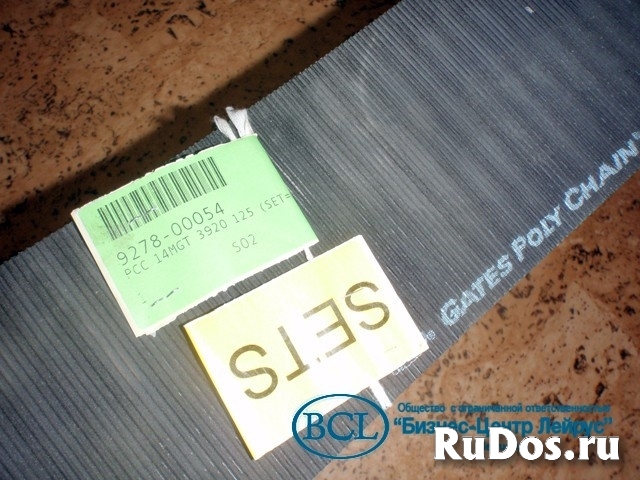 9278-00054
PCC 14MGT 3920 125 (SET=
S02
SETS
GATES POLY CHAIN
BCL
Общество с ограниченной ответственностью
"Бизнес-Центр Лейрус"
RuDos.ru